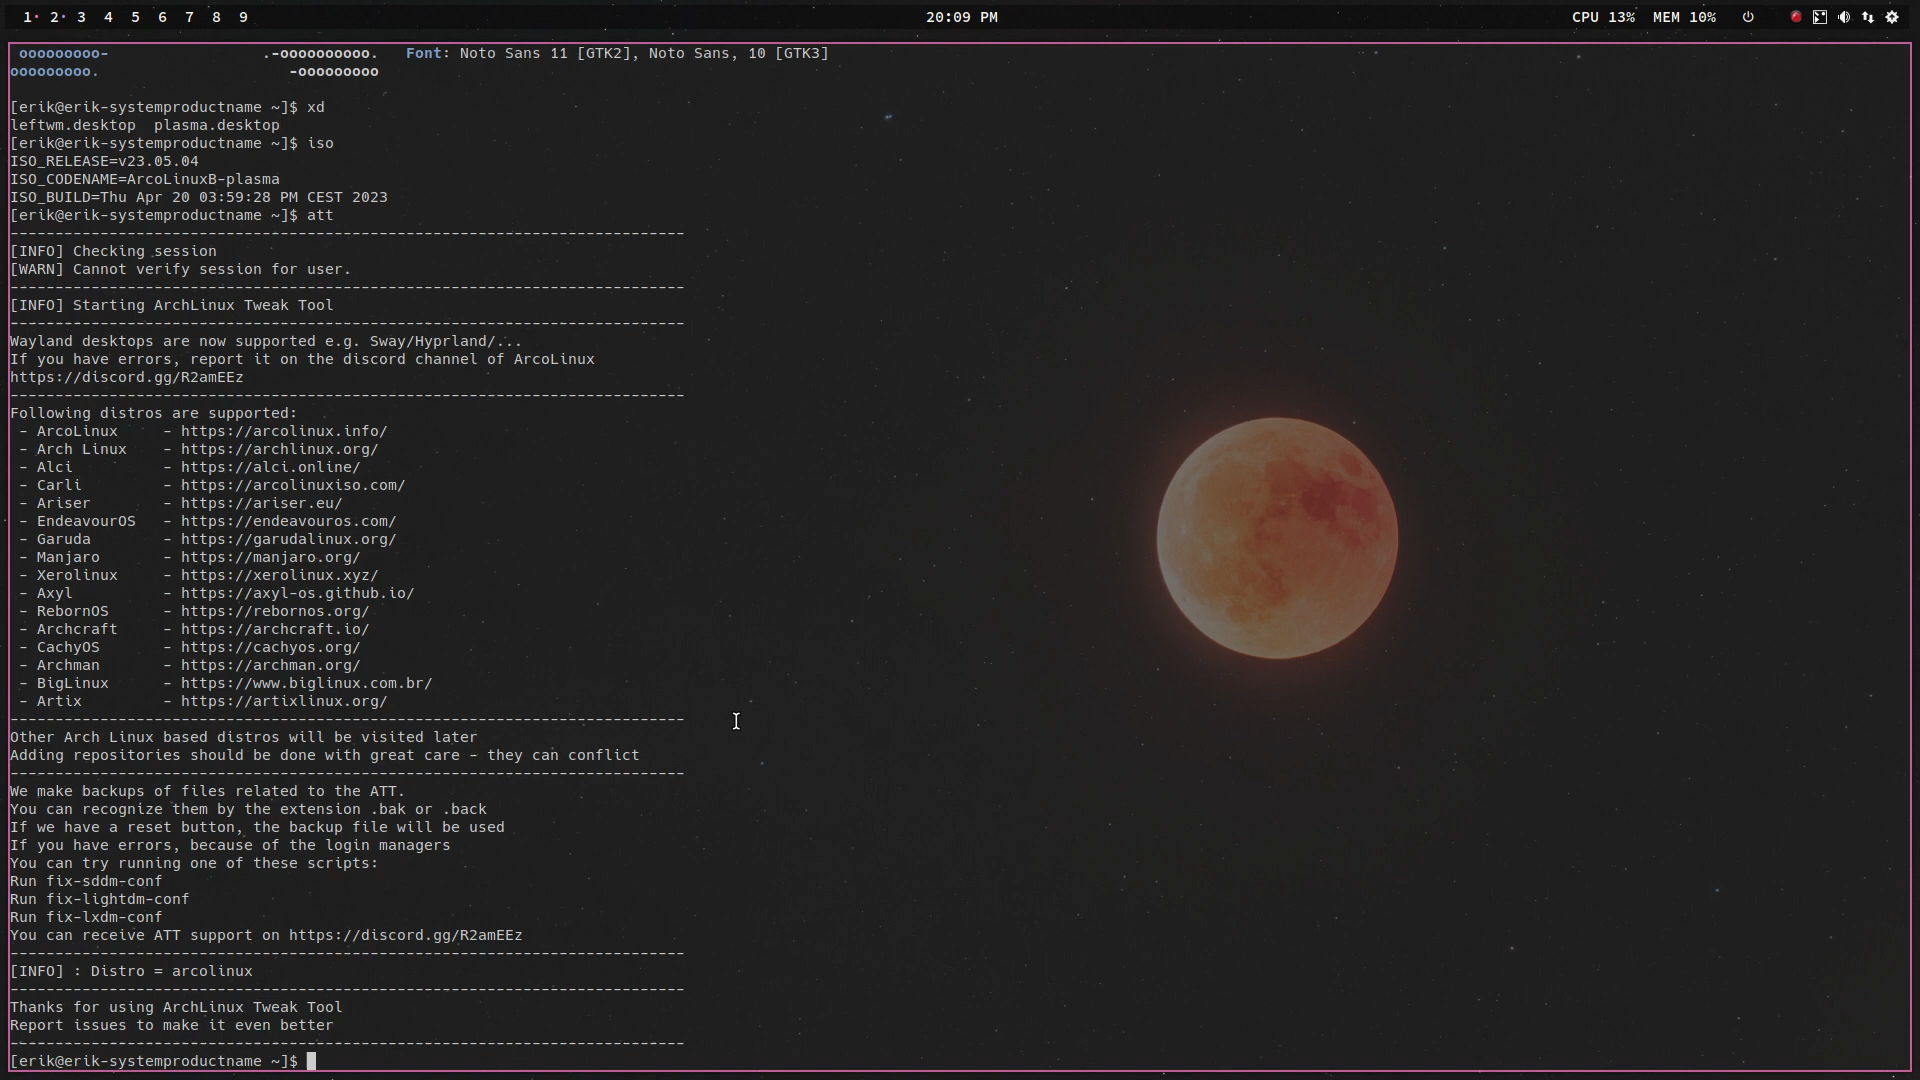 1 2 3 4 5 6 7 8 9 20:09 PM CPU 13% MEM 10%
ooooooooo- .-oooooooooo. Font: Noto Sans 11 [GTK2], Noto Sans, 10 [GTK3]
ooooooooo. -ooooooooo
[erik@erik-systemproductname ~]$ xd
leftwm.desktop plasma.desktop
[erik@erik-systemproductname ~]$ iso
ISO_RELEASE=v23.05.04
ISO_CODENAME=ArcoLinuxB-plasma
ISO_BUILD=Thu Apr 20 03:59:28 PM CEST 2023
[erik@erik-systemproductname ~]$ att
---------------------------------------------------------------------------
[INFO] Checking session
[WARN] Cannot verify session for user.
---------------------------------------------------------------------------
[INFO] Starting ArchLinux Tweak Tool
---------------------------------------------------------------------------
Wayland desktops are now supported e.g. Sway/Hyprland/...
If you have errors, report it on the discord channel of ArcoLinux
https://discord.gg/R2amEEz
---------------------------------------------------------------------------
Following distros are supported:
- ArcoLinux - https://arcolinux.info/
- Arch Linux - https://archlinux.org/
- Alci - https://alci.online/
- Carli - https://arcolinuxiso.com/
- Ariser - https://ariser.eu/
- EndeavourOS - https://endeavouros.com/
- Garuda - https://garudalinux.org/
- Manjaro - https://manjaro.org/
- Xerolinux - https://xerolinux.xyz/
- Axyl - https://axyl-os.github.io/
- RebornOS - https://rebornos.org/
- Archcraft - https://archcraft.io/
- CachyOS - https://cachyos.org/
- Archman - https://archman.org/
- BigLinux - https://www.biglinux.com.br/
- Artix - https://artixlinux.org/
---------------------------------------------------------------------------
Other Arch Linux based distros will be visited later
Adding repositories should be done with great care - they can conflict
---------------------------------------------------------------------------
We make backups of files related to the ATT.
You can recognize them by the extension .bak or .back
If we have a reset button, the backup file will be used
If you have errors, because of the login managers
You can try running one of these scripts:
Run fix-sddm-conf
Run fix-lightdm-conf
Run fix-lxdm-conf
You can receive ATT support on https://discord.gg/R2amEEz
---------------------------------------------------------------------------
[INFO] : Distro = arcolinux
---------------------------------------------------------------------------
Thanks for using ArchLinux Tweak Tool
Report issues to make it even better
---------------------------------------------------------------------------
[erik@erik-systemproductname ~]$